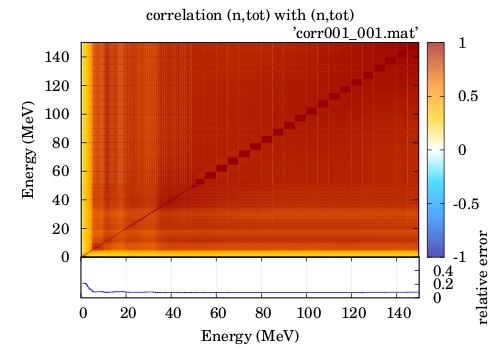 correlation (n,tot) with (n,tot)
'corr001_001.mat'
Energy (MeV)
140
120
100
80
60
40
20
0
1
0.5
0
-0.5
-1
0.4
0.2
0
relative error
0 20 40 60 80 100 120 140
Energy (MeV)